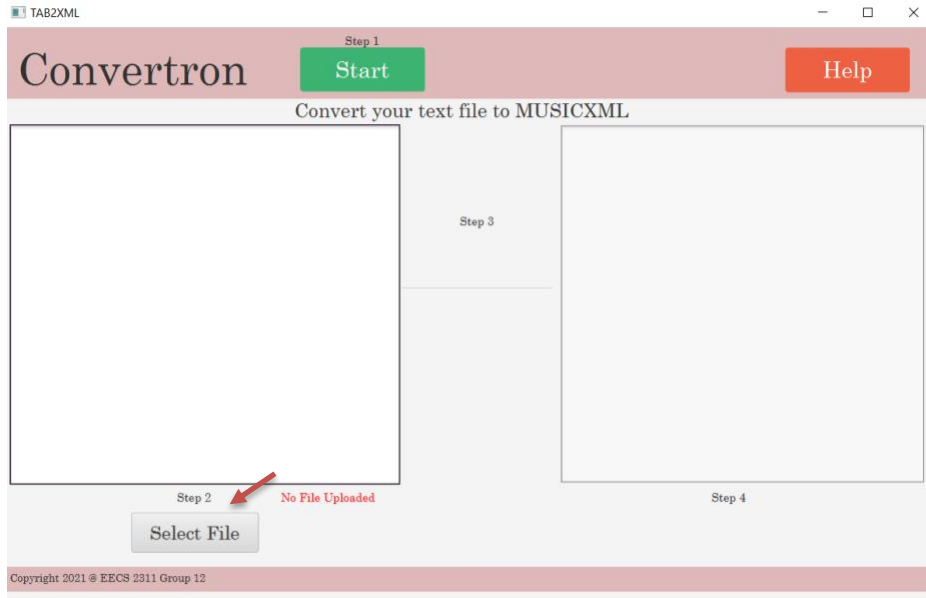 TAB2XML
Step 1
Convertron
Start
Help
Convert your text file to MUSICXML
Step 3
Step 2
No File Uploaded
Step 4
Select File
Copyright 2021 @ EECS 2311 Group 12